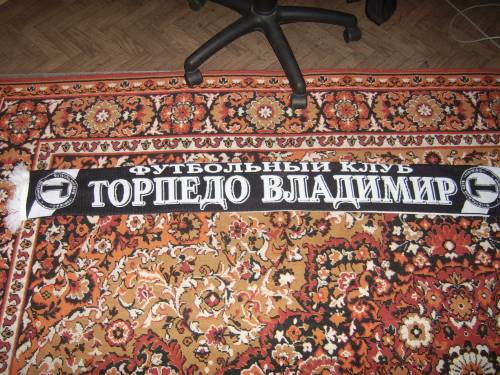 ФУТБОЛЬНЫЙ КЛУБ
ТОРПЕДО ВЛАДИМИР